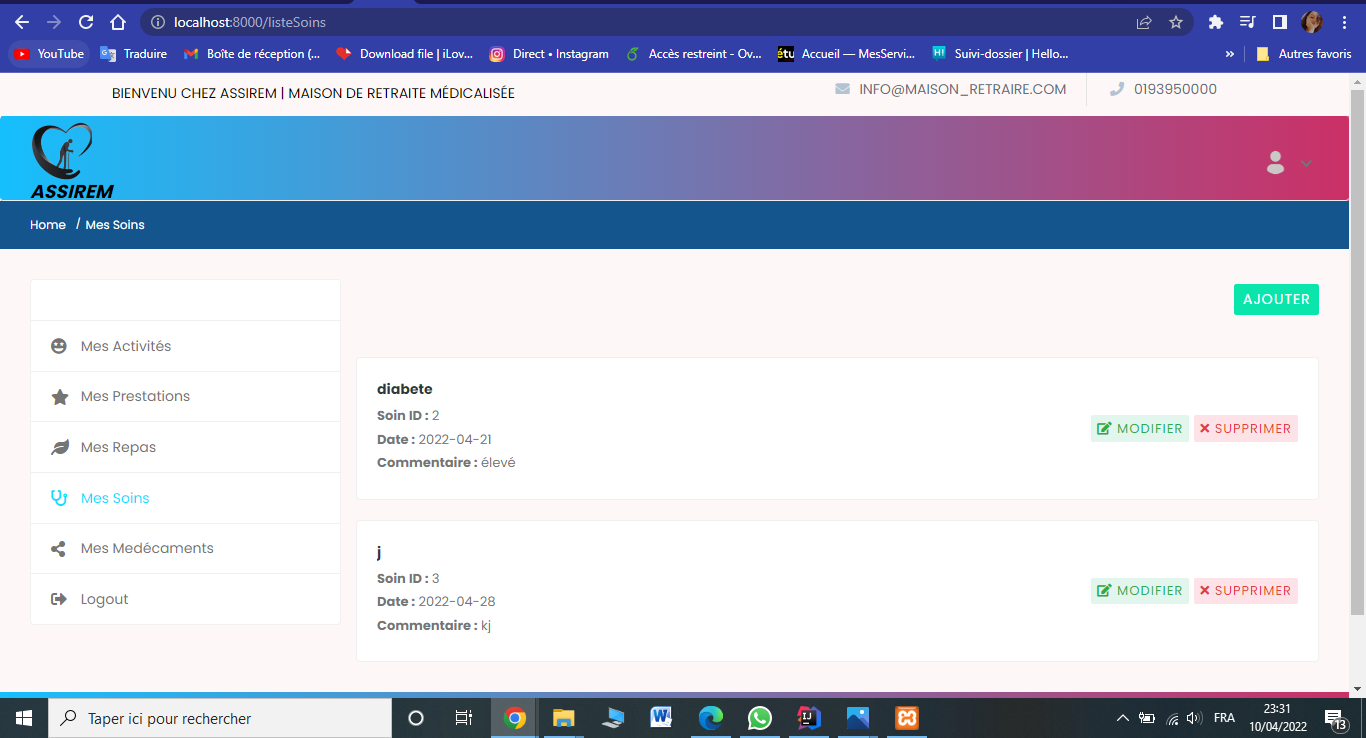 localhost:8000/listeSoins
YouTube Traduire Boîte de réception (... Download file | iLov... Direct • Instagram Accès restreint - Ov... étu Accueil — MesServi... H! Suivi-dossier | Hello... » Autres favoris
BIENVENU CHEZ ASSIREM | MAISON DE RETRAITE MÉDICALISÉE
INFO@MAISON_RETRAIRE.COM 0193950000
ASSIREM
Home / Mes Soins
AJOUTER
Mes Activités
Mes Prestations
Mes Repas
Mes Soins
Mes Medécaments
Logout
diabete
Soin ID : 2
Date : 2022-04-21
Commentaire : élevé
MODIFIER SUPPRIMER
j
Soin ID : 3
Date : 2022-04-28
Commentaire : kj
MODIFIER SUPPRIMER
Taper ici pour rechercher
FRA
23:31
10/04/2022
13